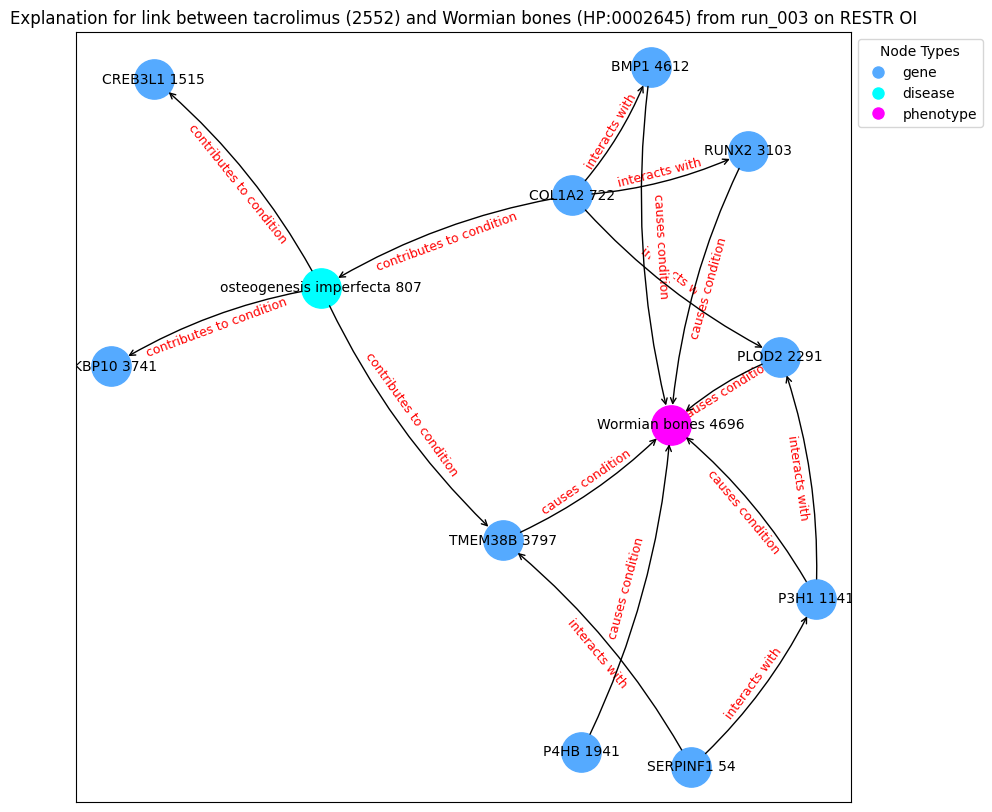 Explanation for link between tacrolimus (2552) and Wormian bones (HP:0002645) from run_003 on RESTR OI
Node Types
gene
disease
phenotype
CREB3L1 1515
BMP1 4612
RUNX2 3103
COL1A2 722
osteogenesis imperfecta 807
KBP10 3741
PLOD2 2291
Wormian bones 4696
TMEM38B 3797
P3H1 1141
P4HB 1941
SERPINF1 54
contributes to condition
contributes to condition
contributes to condition
contributes to condition
interacts with
interacts with
causes condition
causes condition
causes condition
causes condition
causes condition
interacts with
interacts with
interacts with